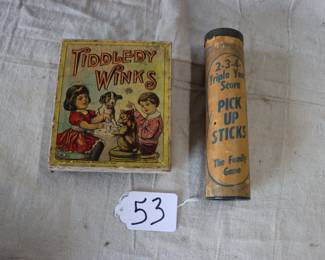 TIDDLEDY
WINKS
2-3-4
Triple Your
Score
PICK
UP
STICKS
The Family
Game
53